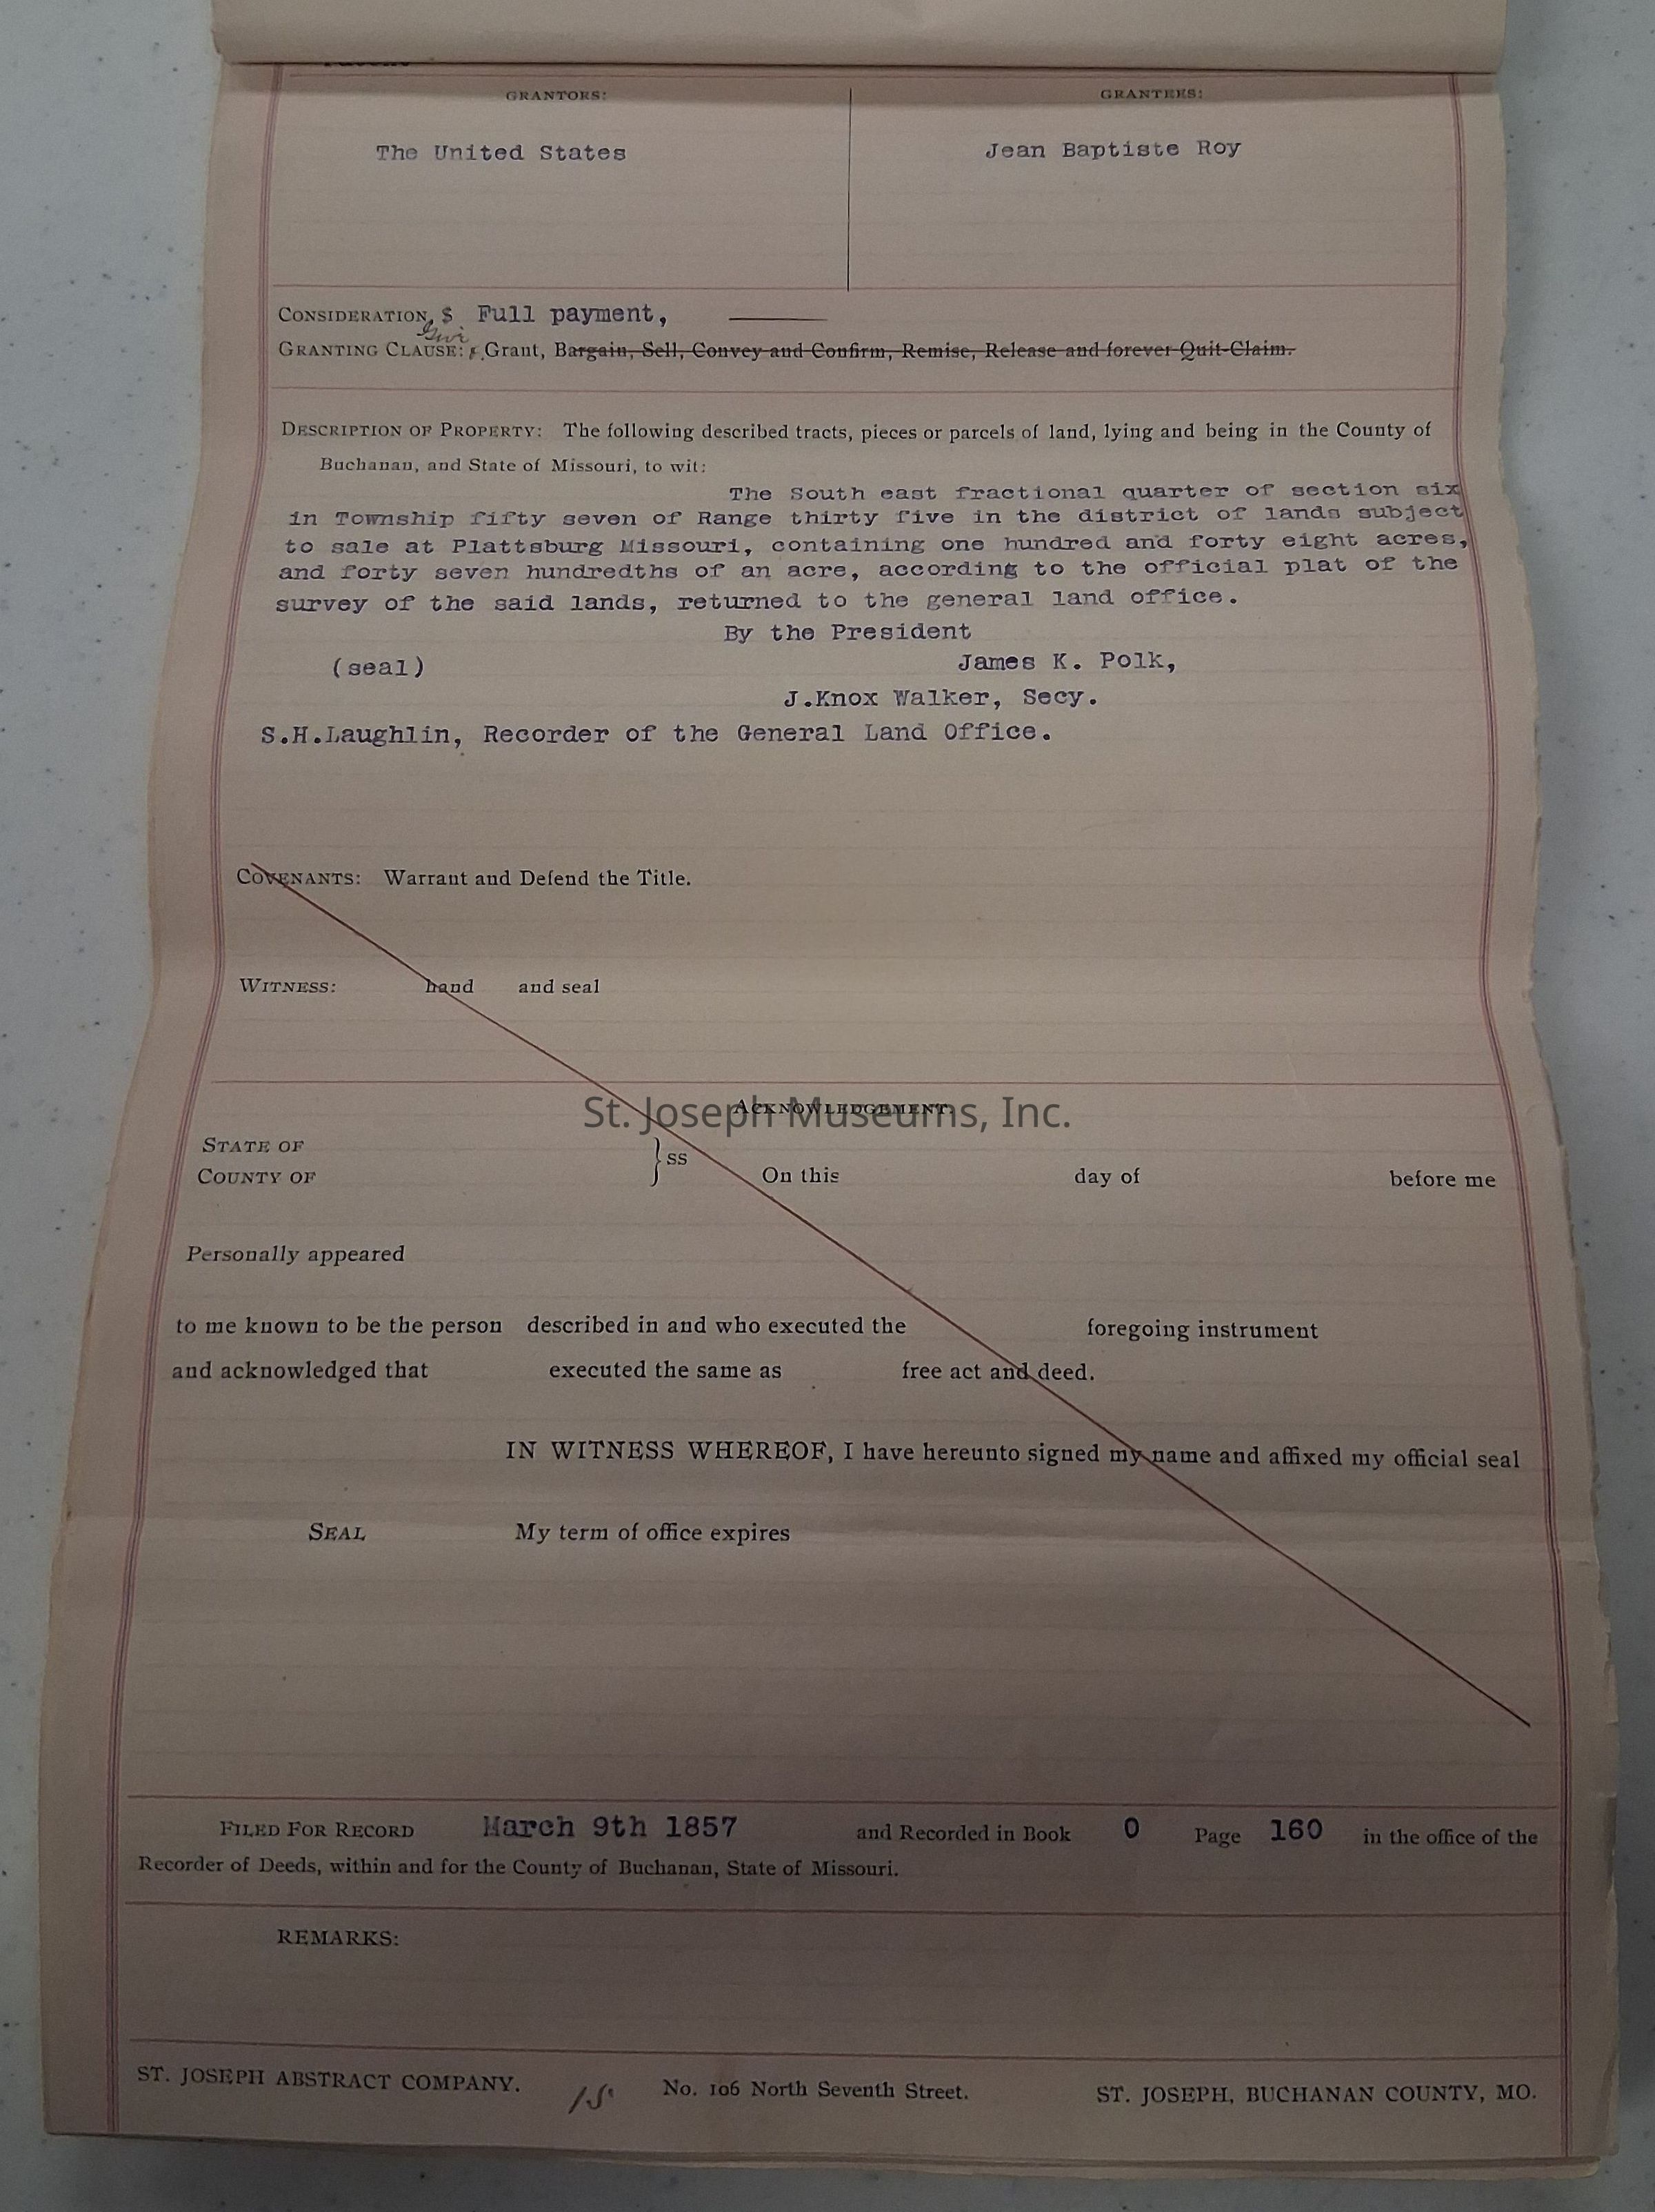 Patent
GRANTORS: GRANTEES:
The United States Jean Baptiste Roy
CONSIDERATION, $ Full payment,
Give
GRANTING CLAUSE: & Grant, Bargain, Sell, Convey and Confirm, Remise, Release and forever Quit-Claim.
DESCRIPTION OF PROPERTY: The following described tracts, pieces or parcels of land, lying and being in the County of
Buchanan, and State of Missouri, to wit:
The South east fractional quarter of section six
in Township fifty seven of Range thirty five in the district of lands subject
to sale at Plattsburg Missouri, containing one hundred and forty eight acres,
and forty seven hundredths of an acre, according to the official plat of the
survey of the said lands, returned to the general land office.
By the President
(seal) James K. Polk,
J.Knox Walker, Secy.
S.H.Laughlin, Recorder of the General Land Office.
COVENANTS: Warrant and Defend the Title.
WITNESS: hand and seal
ACKNOWLEDGEMENT.
St. Joseph Museums, Inc.
STATE OF
COUNTY OF } ss On this day of before me
Personally appeared
to me known to be the person described in and who executed the foregoing instrument
and acknowledged that executed the same as free act and deed.
IN WITNESS WHEREOF, I have hereunto signed my name and affixed my official seal
SEAL My term of office expires
FILED FOR RECORD March 9th 1857 and Recorded in Book O Page 160 in the office of the
Recorder of Deeds, within and for the County of Buchanan, State of Missouri.
REMARKS:
ST. JOSEPH ABSTRACT COMPANY. No. 106 North Seventh Street. ST. JOSEPH, BUCHANAN COUNTY, MO.